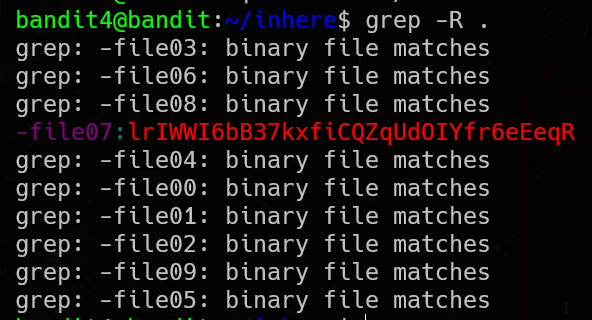 bandit4@bandit:~/inhere$ grep -R .
grep: -file03: binary file matches
grep: -file06: binary file matches
grep: -file08: binary file matches
-file07:lrIWWI6bB37kxfiCQZqUdOIYfr6eEeqR
grep: -file04: binary file matches
grep: -file00: binary file matches
grep: -file01: binary file matches
grep: -file02: binary file matches
grep: -file09: binary file matches
grep: -file05: binary file matches